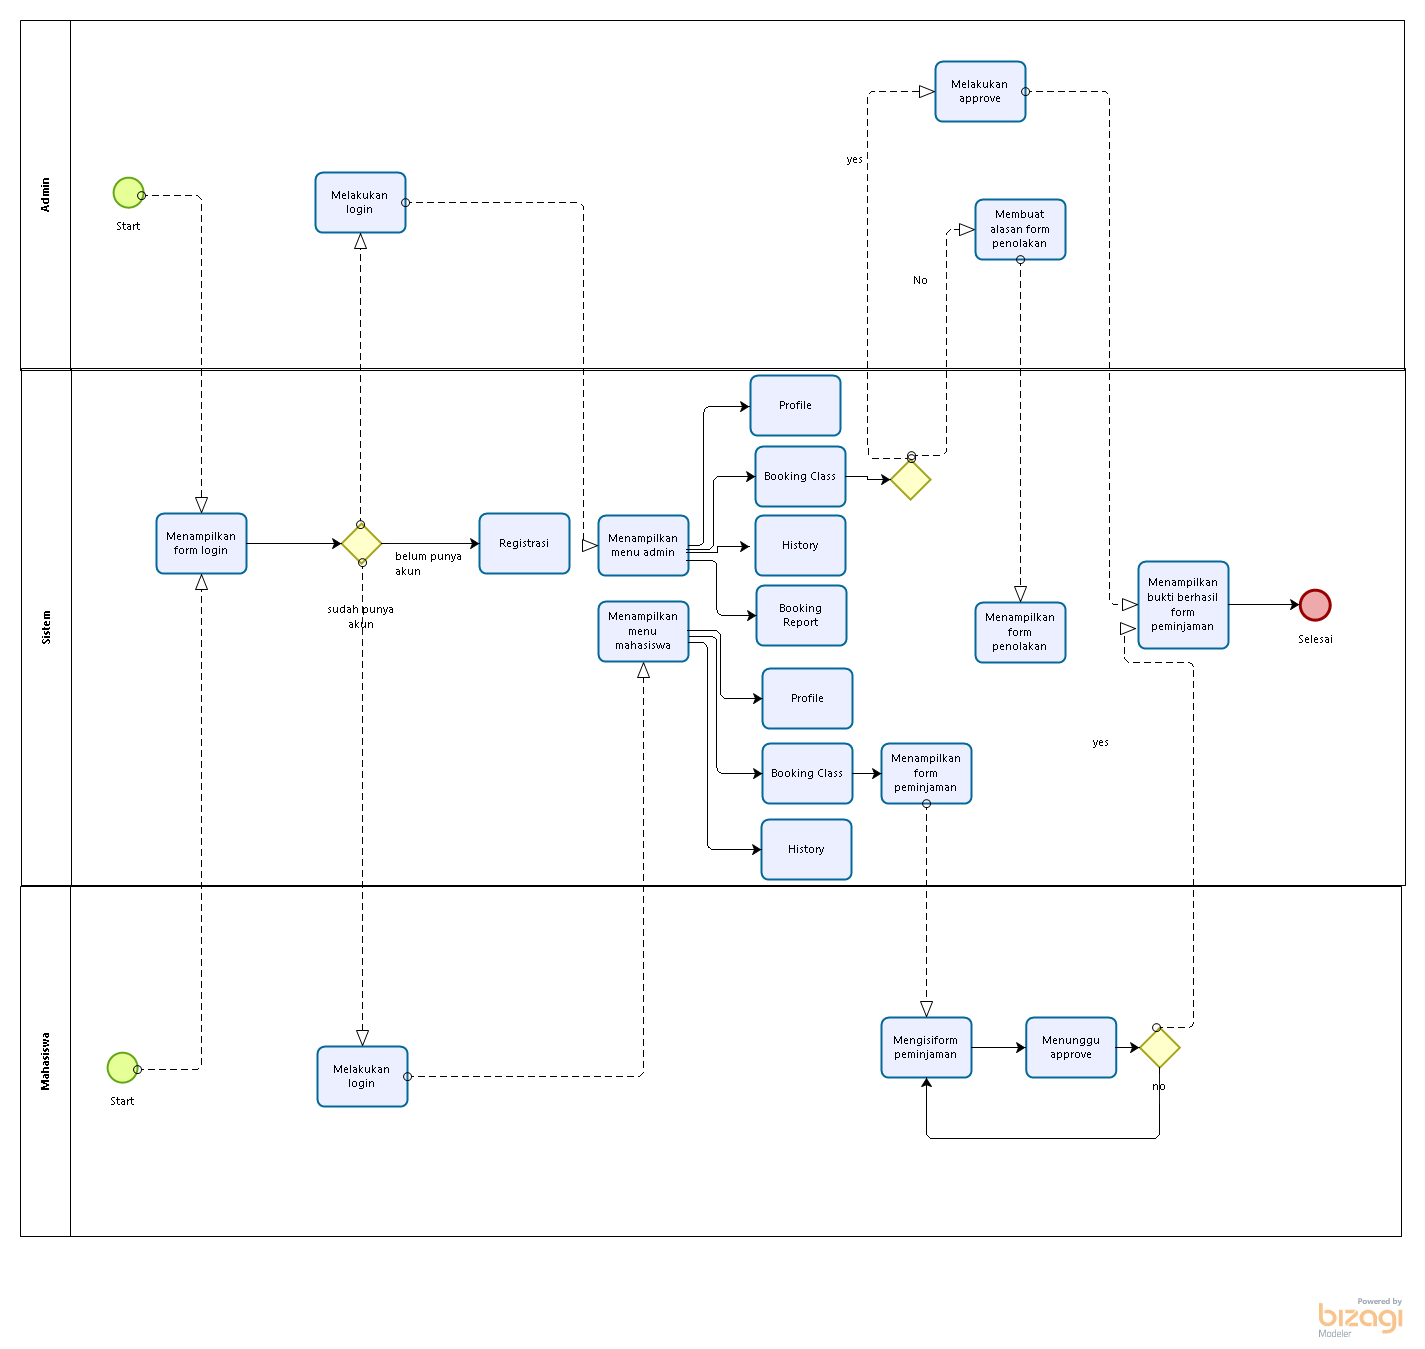 Admin
Start
Melakukan
login
Melakukan
approve
yes
Membuat
alasan form
penolakan
No
Sistem
Menampilkan
form login
belum punya
akun
sudah punya
akun
Registrasi
Menampilkan
menu admin
Profile
Booking Class
History
Booking
Report
Menampilkan
menu
mahasiswa
Profile
Booking Class
History
Menampilkan
form
peminjaman
Menampilkan
form
penolakan
Menampilkan
bukti berhasil
form
peminjaman
Selesai
yes
Mahasiswa
Start
Melakukan
login
Mengisiform
peminjaman
Menunggu
approve
no
Powered by
bizagi
Modeler